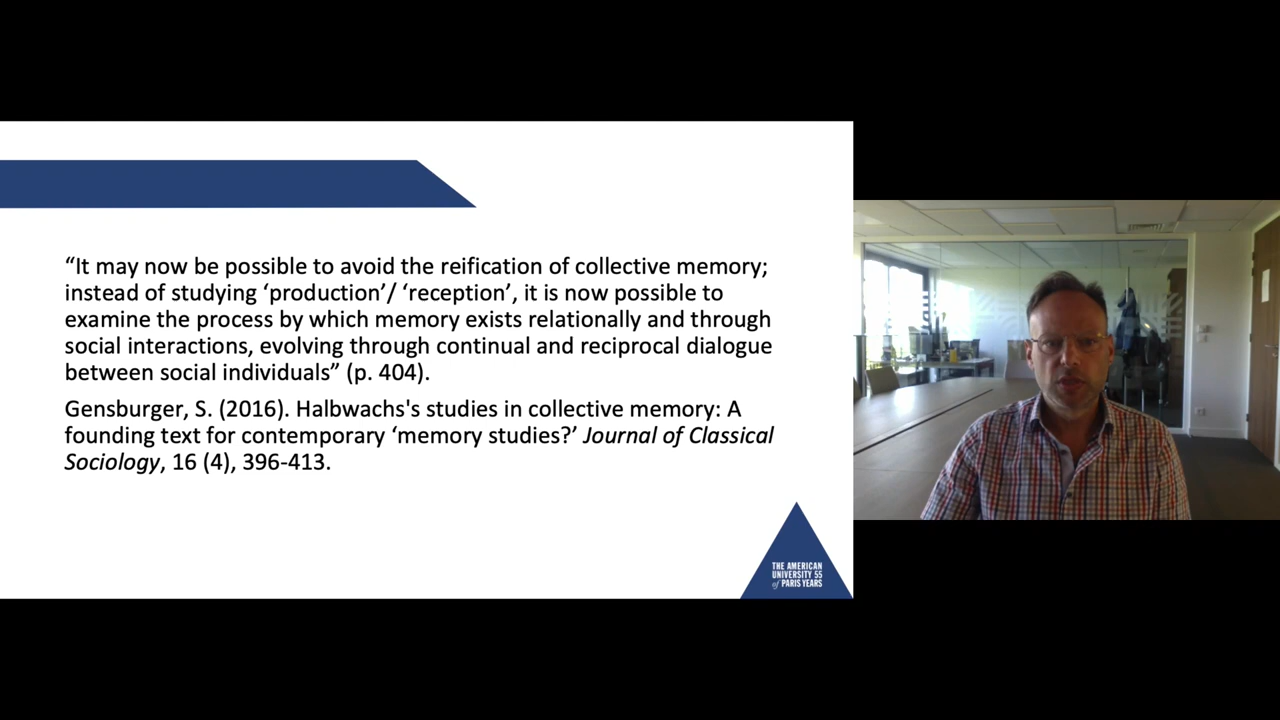 “It may now be possible to avoid the reification of collective memory;
instead of studying ‘production’/ ‘reception’, it is now possible to
examine the process by which memory exists relationally and through
social interactions, evolving through continual and reciprocal dialogue
between social individuals” (p. 404).
Gensburger, S. (2016). Halbwachs's studies in collective memory: A
founding text for contemporary ‘memory studies?’ Journal of Classical
Sociology, 16 (4), 396-413.
THE AMERICAN
UNIVERSITY 55
of PARIS YEARS